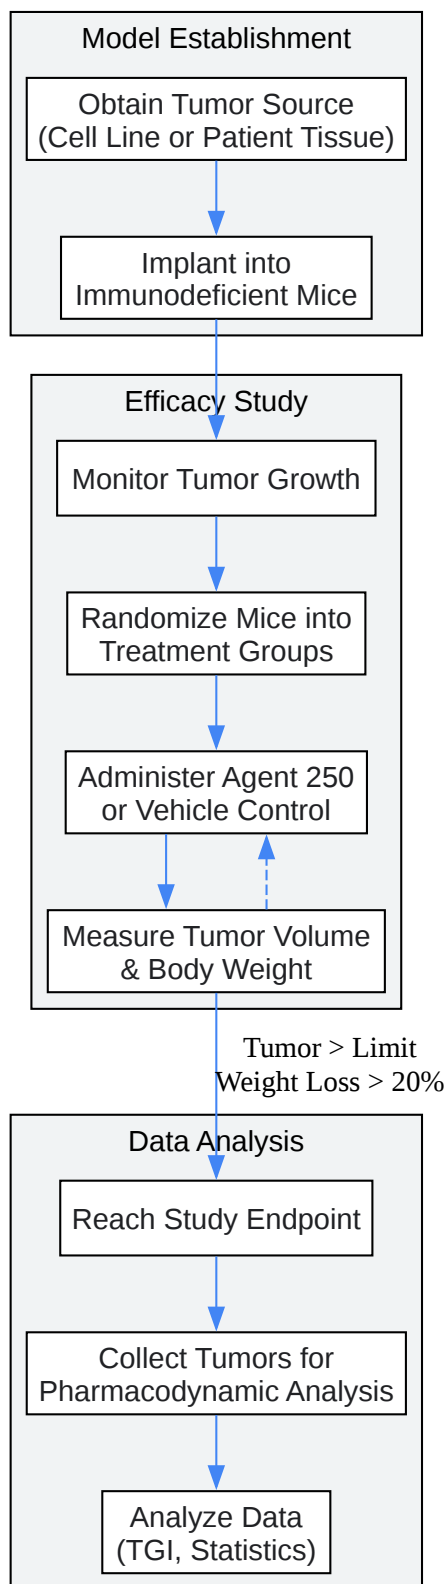 Model Establishment
Obtain Tumor Source
(Cell Line or Patient Tissue)
Implant into
Immunodeficient Mice
Efficacy Study
Monitor Tumor Growth
Randomize Mice into
Treatment Groups
Administer Agent 250
or Vehicle Control
Measure Tumor Volume
& Body Weight
Tumor > Limit
Weight Loss > 20%
Data Analysis
Reach Study Endpoint
Collect Tumors for
Pharmacodynamic Analysis
Analyze Data
(TGI, Statistics)